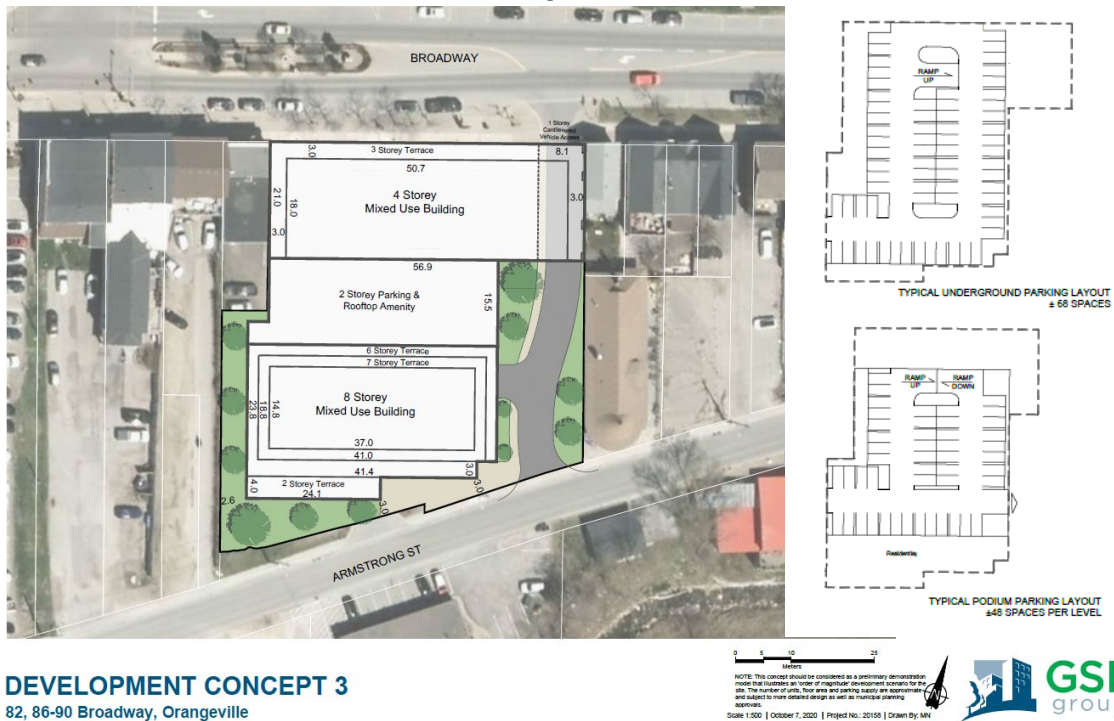 BROADWAY
1 Storey
Cantilevered
Vehicle Access
3.0
3 Storey Terrace
8.1
50.7
4 Storey
Mixed Use Building
21.0
18.0
3.0
3.0
56.9
2 Storey Parking &
Rooftop Amenity
15.5
6 Storey Terrace
7 Storey Terrace
8 Storey
Mixed Use Building
23.8
18.8
14.8
37.0
41.0
41.4
3.0
3.0
4.0
2 Storey Terrace
24.1
3.0
2.6
ARMSTRONG ST
RAMP
UP
TYPICAL UNDERGROUND PARKING LAYOUT
± 68 SPACES
RAMP
UP
RAMP
DOWN
Residential
TYPICAL PODIUM PARKING LAYOUT
±48 SPACES PER LEVEL
DEVELOPMENT CONCEPT 3
82, 86-90 Broadway, Orangeville
0 5 10 25
Meters
NOTE: This concept should be considered as a preliminary demonstration
model that illustrates an 'order of magnitude' development scenario for the
site. The number of units, floor area and parking supply are approximate
and subject to more detailed design as well as municipal planning
approvals.
Scale 1:500 | October 7, 2020 | Project No.: 20158 | Drawn By: MN
GSP
group